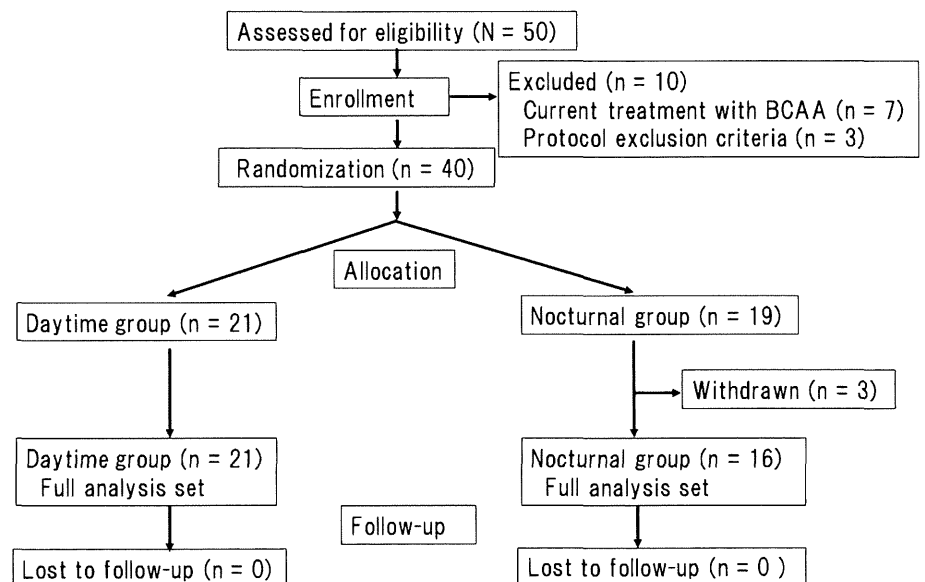 Assessed for eligibility (N = 50)
Enrollment
Excluded (n = 10)
Current treatment with BCAA (n = 7)
Protocol exclusion criteria (n = 3)
Randomization (n = 40)
Allocation
Daytime group (n = 21)
Nocturnal group (n = 19)
Withdrawn (n = 3)
Daytime group (n = 21)
Full analysis set
Nocturnal group (n = 16)
Full analysis set
Follow-up
Lost to follow-up (n = 0)
Lost to follow-up (n = 0 )